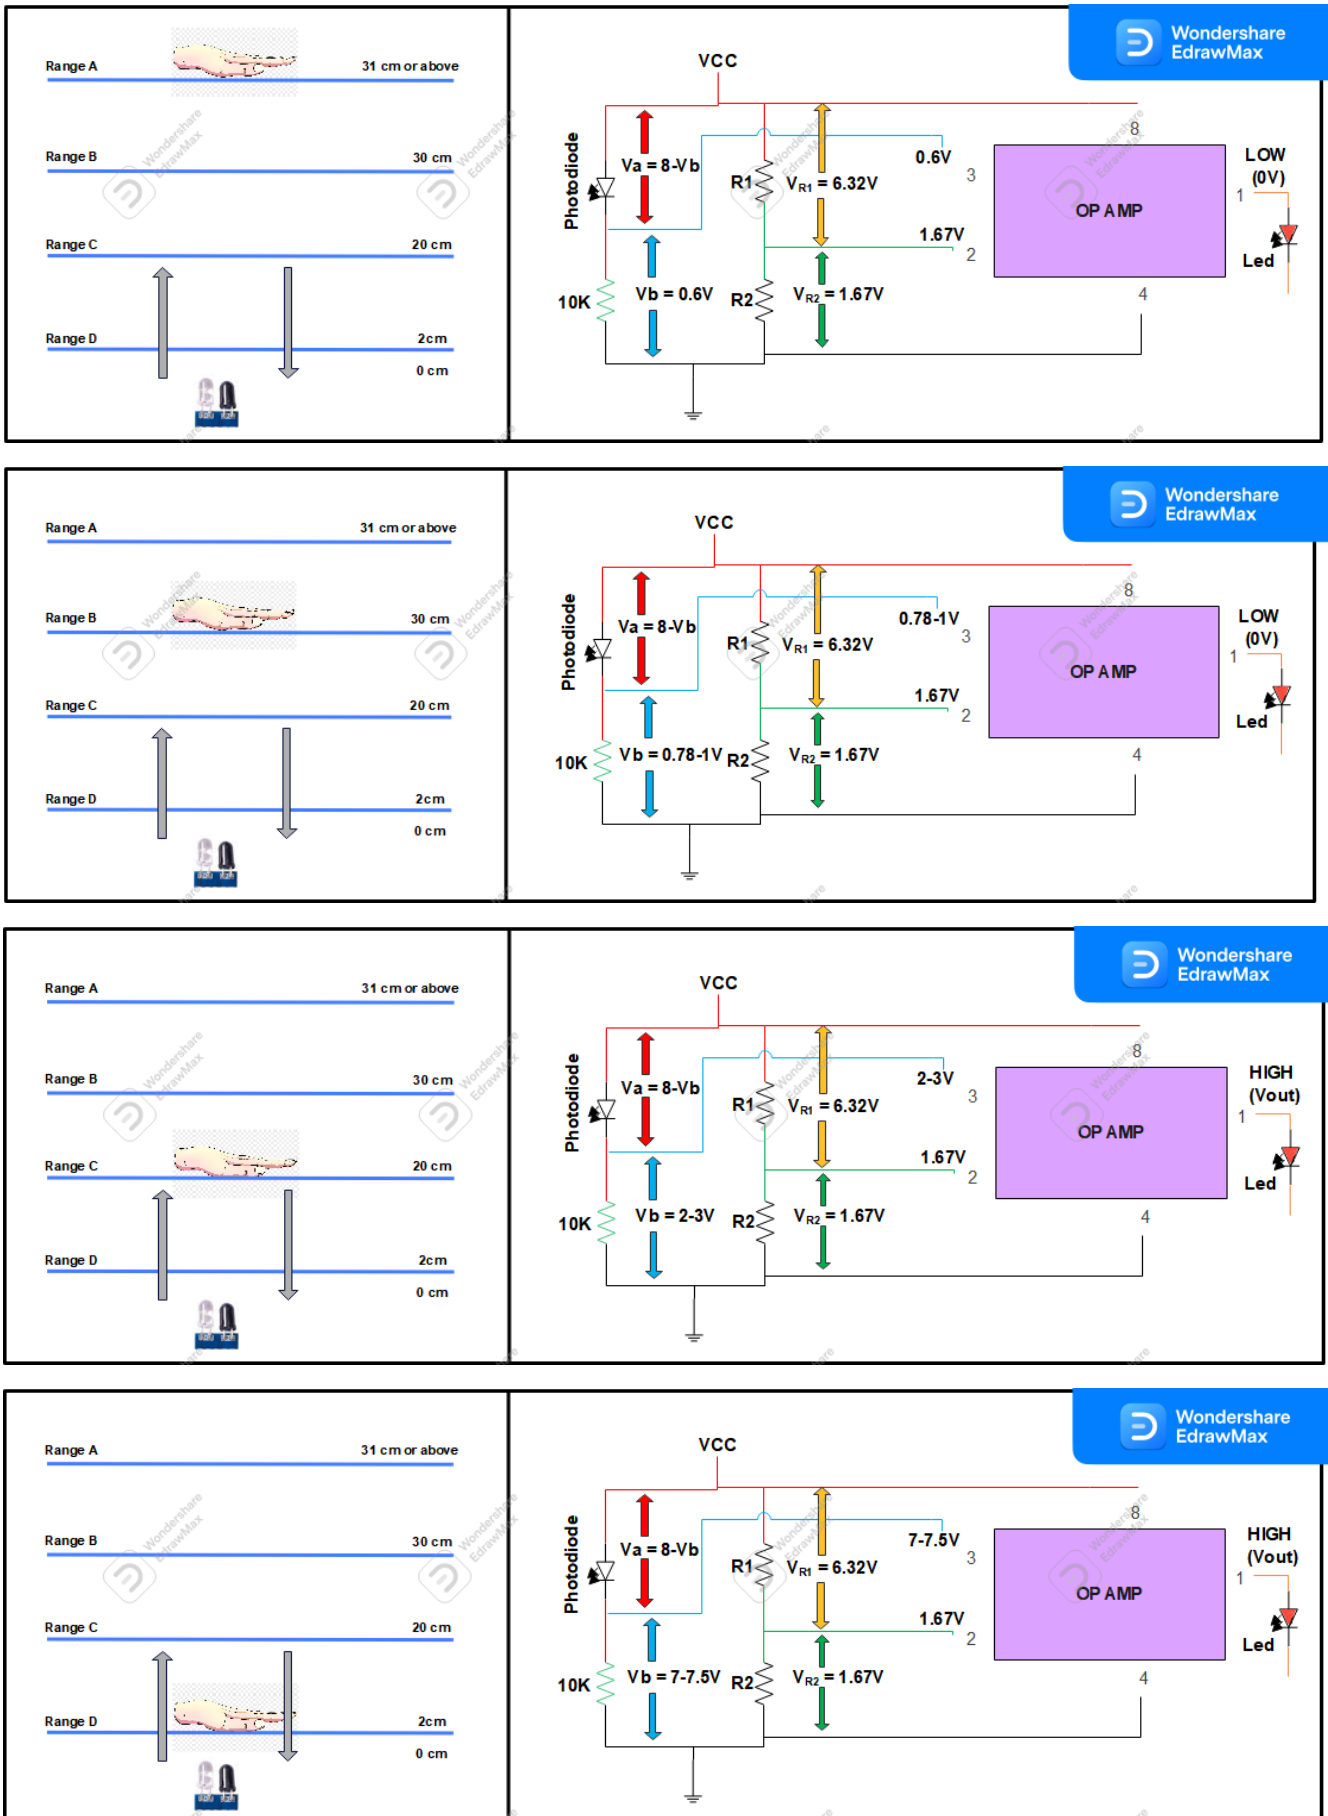 Wondershare
EdrawMax
Range A 31 cm or above
Range B 30 cm
Range C 20 cm
Range D 2cm
0 cm
VCC
Photodiode
Va = 8-Vb
R1
VR1 = 6.32V
0.6V
3
8
OP AMP
LOW
(0V)
1
Led
1.67V
2
10K
Vb = 0.6V
R2
VR2 = 1.67V
4
Wondershare
EdrawMax
Range A 31 cm or above
Range B 30 cm
Range C 20 cm
Range D 2cm
0 cm
VCC
Photodiode
Va = 8-Vb
R1
VR1 = 6.32V
0.78-1V
3
8
OP AMP
LOW
(0V)
1
Led
1.67V
2
10K
Vb = 0.78-1V
R2
VR2 = 1.67V
4
Wondershare
EdrawMax
Range A 31 cm or above
Range B 30 cm
Range C 20 cm
Range D 2cm
0 cm
VCC
Photodiode
Va = 8-Vb
R1
VR1 = 6.32V
2-3V
3
8
OP AMP
HIGH
(Vout)
1
Led
1.67V
2
10K
Vb = 2-3V
R2
VR2 = 1.67V
4
Wondershare
EdrawMax
Range A 31 cm or above
Range B 30 cm
Range C 20 cm
Range D 2cm
0 cm
VCC
Photodiode
Va = 8-Vb
R1
VR1 = 6.32V
7-7.5V
3
8
OP AMP
HIGH
(Vout)
1
Led
1.67V
2
10K
Vb = 7-7.5V
R2
VR2 = 1.67V
4